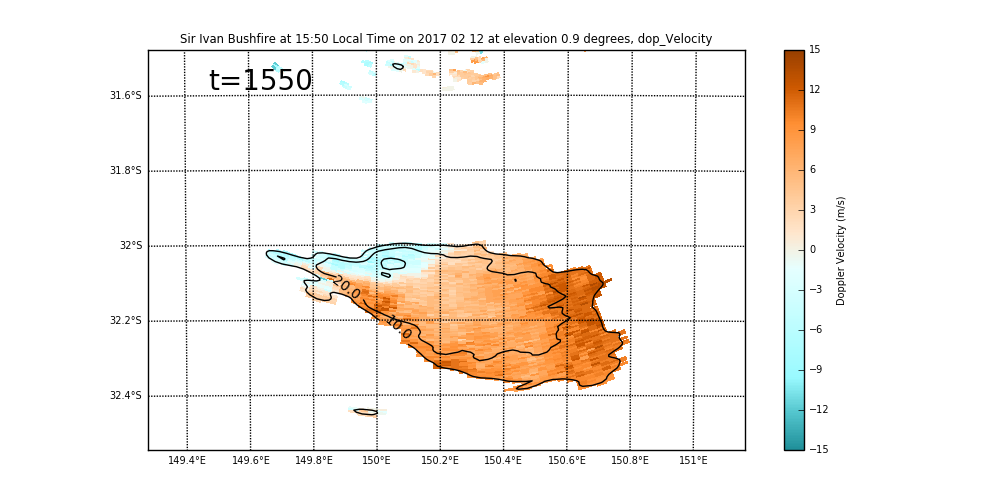 Sir Ivan Bushfire at 15:50 Local Time on 2017 02 12 at elevation 0.9 degrees, dop_Velocity
t=1550
31.6°S
31.8°S
32°S
32.2°S
32.4°S
20.0
149.4°E 149.6°E 149.8°E 150°E 150.2°E 150.4°E 150.6°E 150.8°E 151°E
15
12
9
6
3
0
−3
−6
−9
−12
−15
Doppler Velocity (m/s)